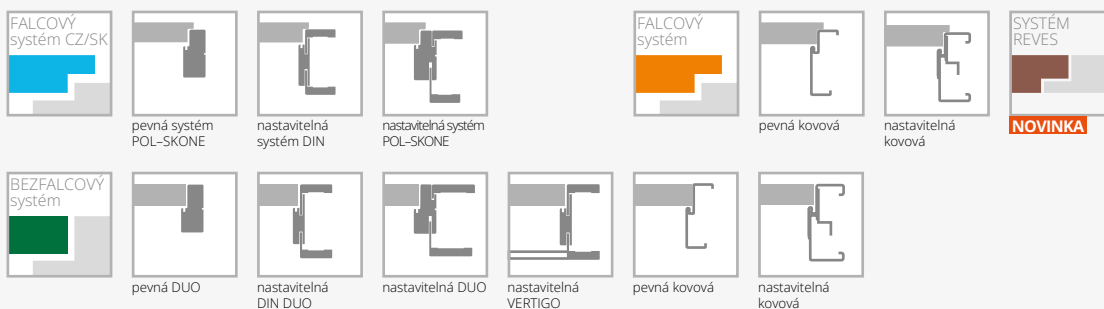 FALCOVÝ
systém CZ/SK
pevná systém
POL–SKONE
nastavitelná
systém DIN
nastavitelná systém
POL–SKONE
FALCOVÝ
systém
pevná kovová
nastavitelná
kovová
SYSTÉM
REVES
NOVINKA
BEZFALCOVÝ
systém
pevná DUO
nastavitelná
DIN DUO
nastavitelná DUO
nastavitelná
VERTIGO
pevná kovová
nastavitelná
kovová